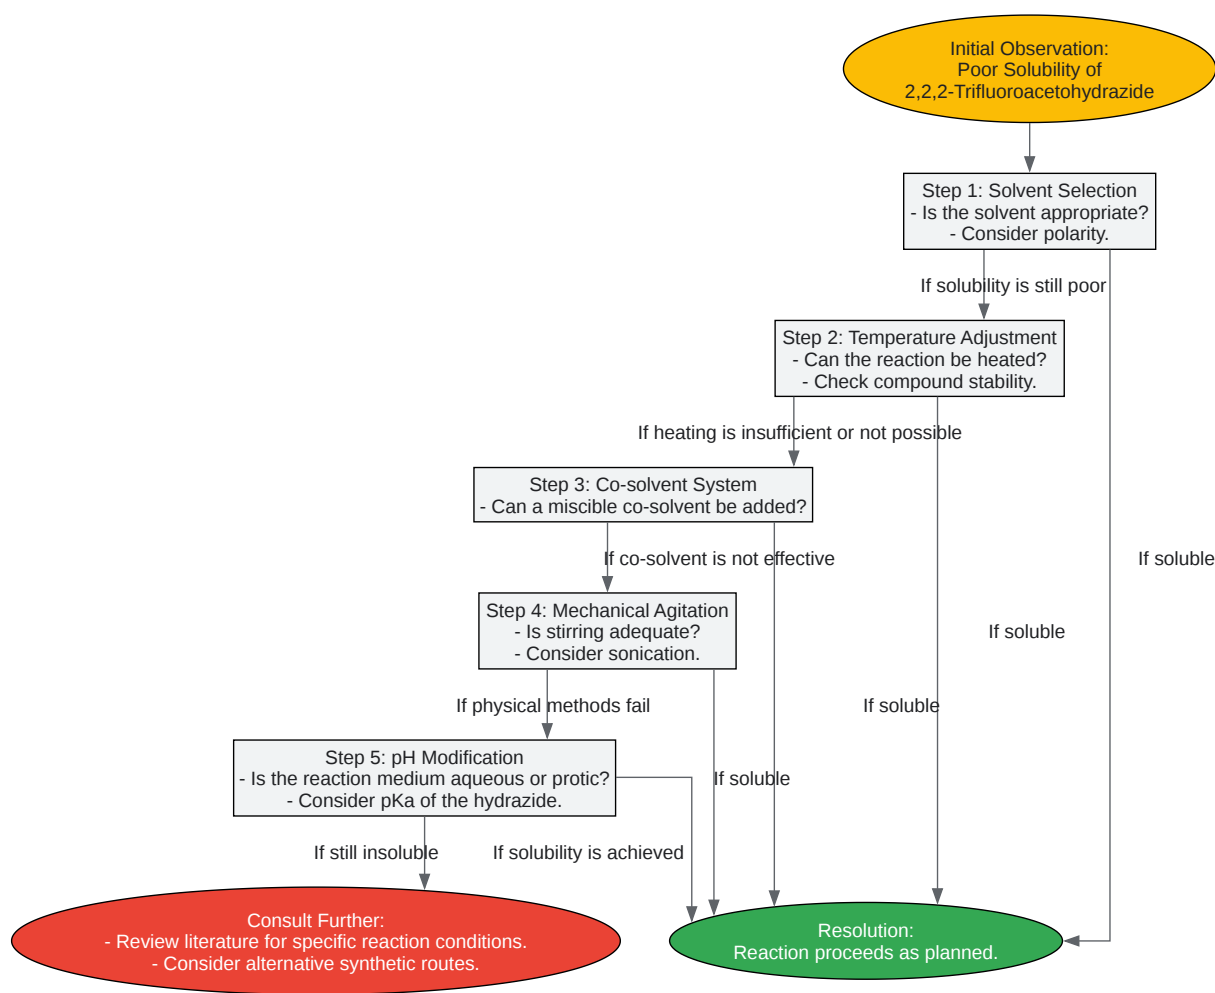 Initial Observation:
Poor Solubility of
2,2,2-Trifluoroacetohydrazide
Step 1: Solvent Selection
- Is the solvent appropriate?
- Consider polarity.
If solubility is still poor
Step 2: Temperature Adjustment
- Can the reaction be heated?
- Check compound stability.
If heating is insufficient or not possible
Step 3: Co-solvent System
- Can a miscible co-solvent be added?
If co-solvent is not effective
If soluble
Step 4: Mechanical Agitation
- Is stirring adequate?
- Consider sonication.
If soluble
If physical methods fail
If soluble
Step 5: pH Modification
- Is the reaction medium aqueous or protic?
- Consider pKa of the hydrazide.
If soluble
If still insoluble
If solubility is achieved
Consult Further:
- Review literature for specific reaction conditions.
- Consider alternative synthetic routes.
Resolution:
Reaction proceeds as planned.